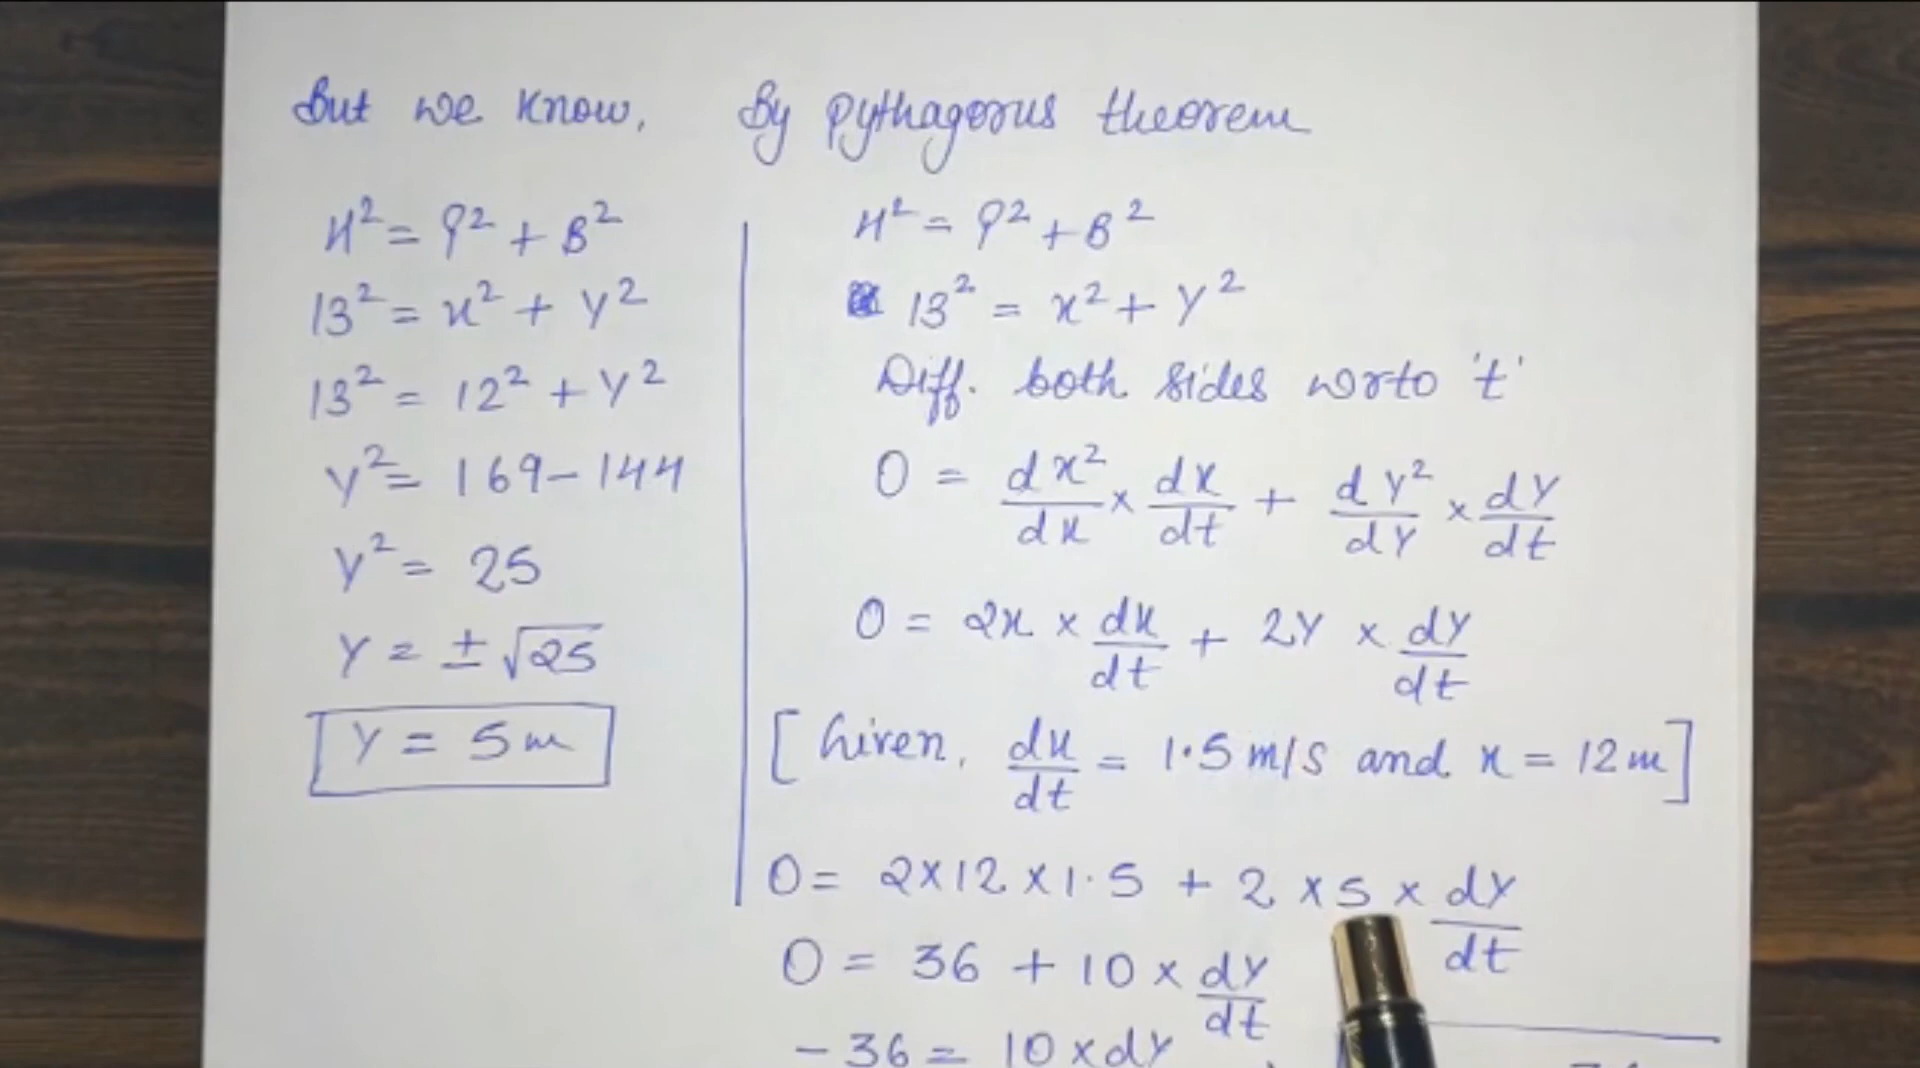 But we know, By pythagorus theorem
H² = P² + B²
13² = x² + y²
13² = 12² + y²
y² = 169 - 144
y² = 25
y = ± √25
y = 5m
H² = P² + B²
13² = x² + y²
Diff. both sides wrto 't'
0 = dx²/dx × dx/dt + dy²/dy × dy/dt
0 = 2x × dx/dt + 2y × dy/dt
[Given, dx/dt = 1.5 m/s and x = 12m]
0 = 2×12×1.5 + 2×5× dy/dt
0 = 36 + 10 × dy/dt
-36 = 10 × dy